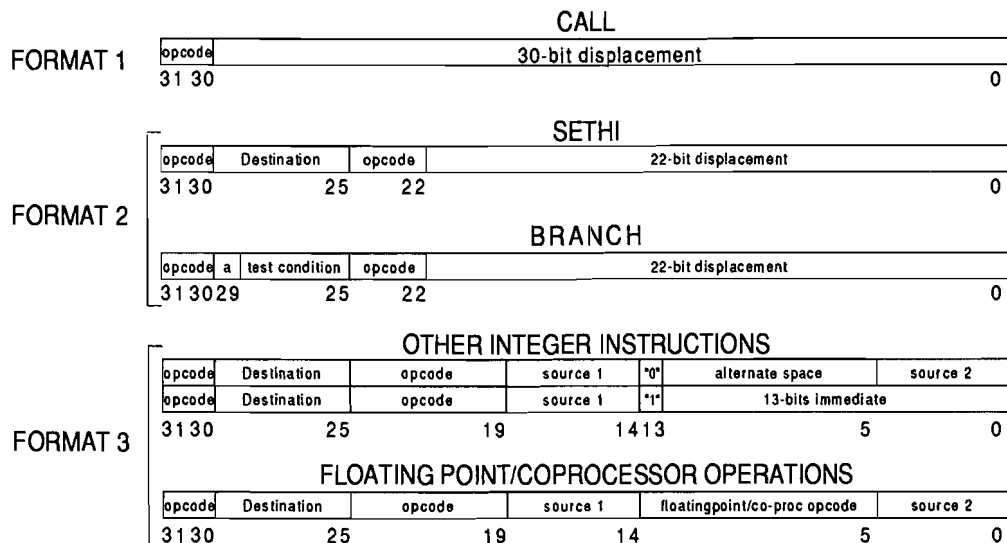 CALL
FORMAT 1
opcode 30-bit displacement
31 30 0
SETHI
opcode Destination opcode 22-bit displacement
31 30 25 22 0
FORMAT 2
BRANCH
opcode a test condition opcode 22-bit displacement
31 30 29 25 22 0
OTHER INTEGER INSTRUCTIONS
opcode Destination opcode source 1 "0" alternate space source 2
opcode Destination opcode source 1 "1" 13-bits immediate
31 30 25 19 14 13 5 0
FORMAT 3
FLOATING POINT/COPROCESSOR OPERATIONS
opcode Destination opcode source 1 floatingpoint/co-proc opcode source 2
31 30 25 19 14 5 0